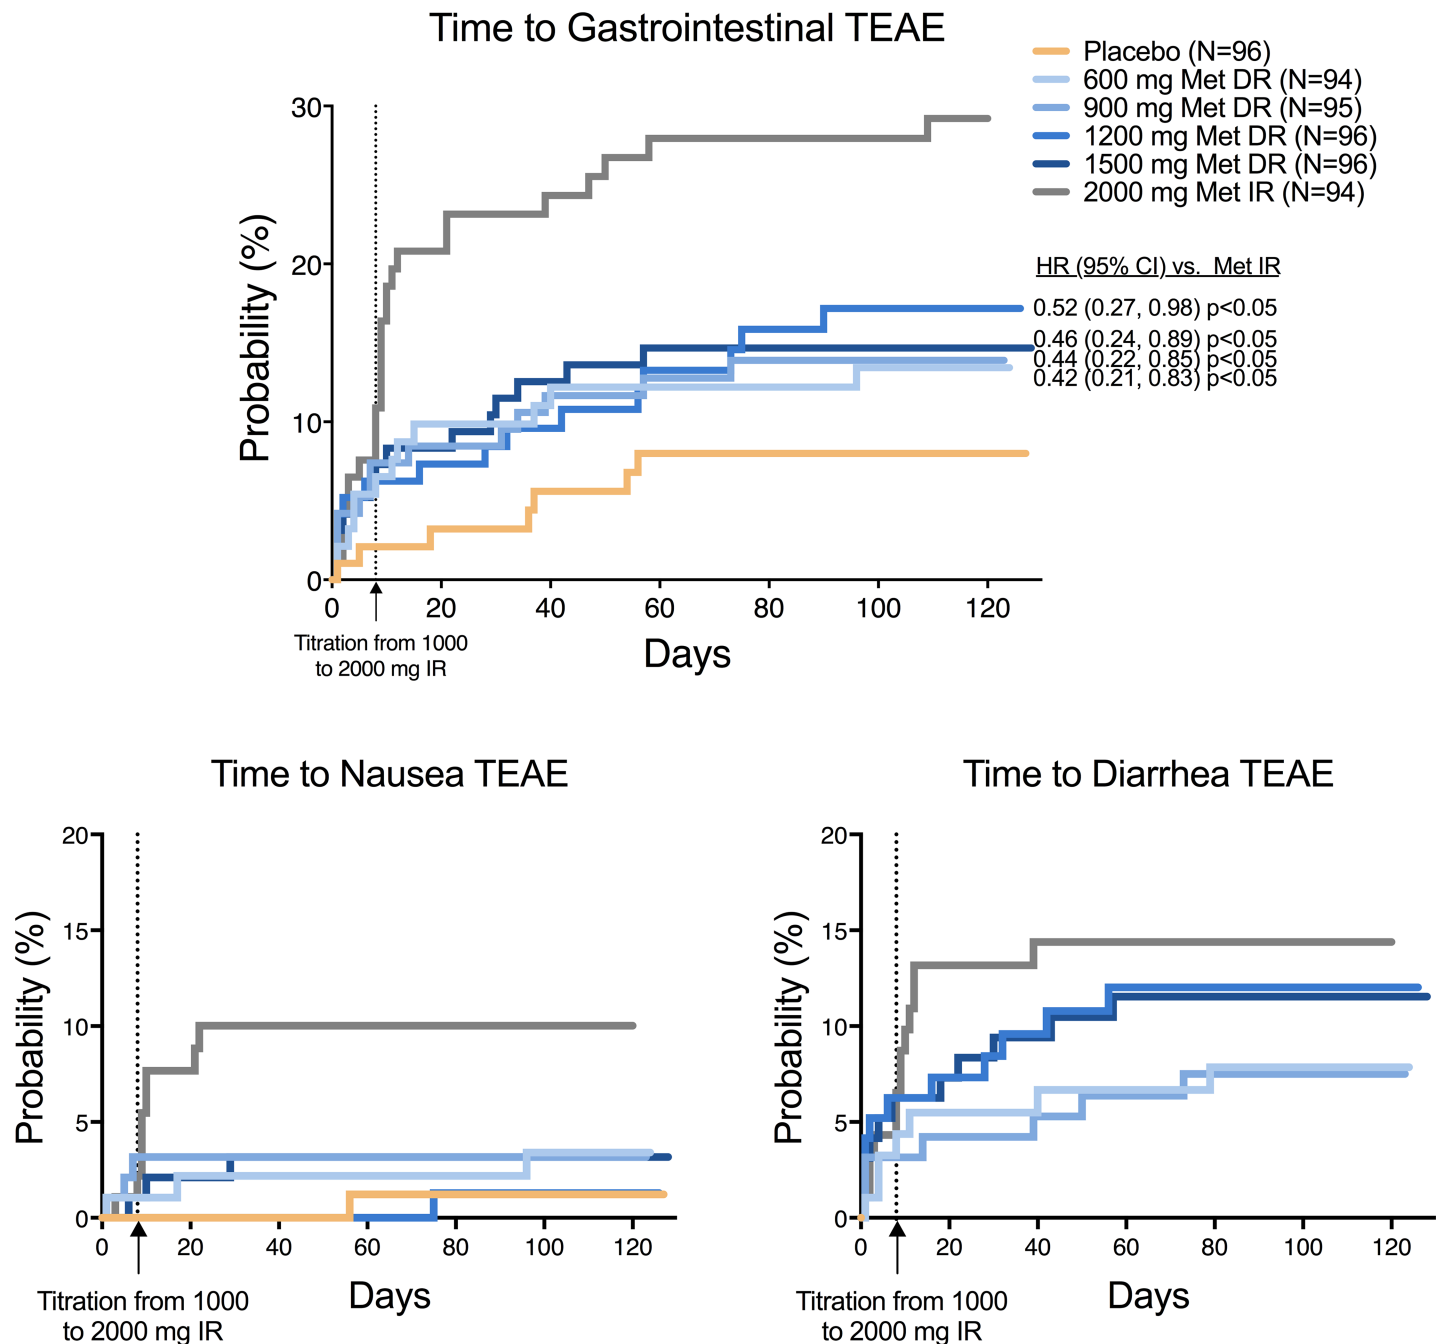 Time to Gastrointestinal TEAE
Placebo (N=96)
600 mg Met DR (N=94)
900 mg Met DR (N=95)
1200 mg Met DR (N=96)
1500 mg Met DR (N=96)
2000 mg Met IR (N=94)
HR (95% CI) vs. Met IR
0.52 (0.27, 0.98) p<0.05
0.46 (0.24, 0.89) p<0.05
0.44 (0.22, 0.85) p<0.05
0.42 (0.21, 0.83) p<0.05
Probability (%)
30
20
10
0
0 20 40 60 80 100 120
Titration from 1000
to 2000 mg IR
Days
Time to Nausea TEAE
Probability (%)
20
15
10
5
0
0 20 40 60 80 100 120
Titration from 1000
to 2000 mg IR
Days
Time to Diarrhea TEAE
Probability (%)
20
15
10
5
0
0 20 40 60 80 100 120
Titration from 1000
to 2000 mg IR
Days